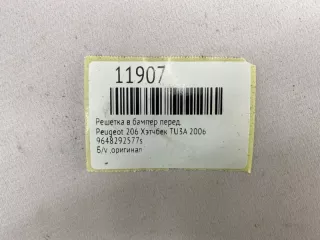 11907
Решетка в бампер перед.
Peugeot 206 Хэтчбек TU3A 2006
9648292577s
Б/у ,оригинал